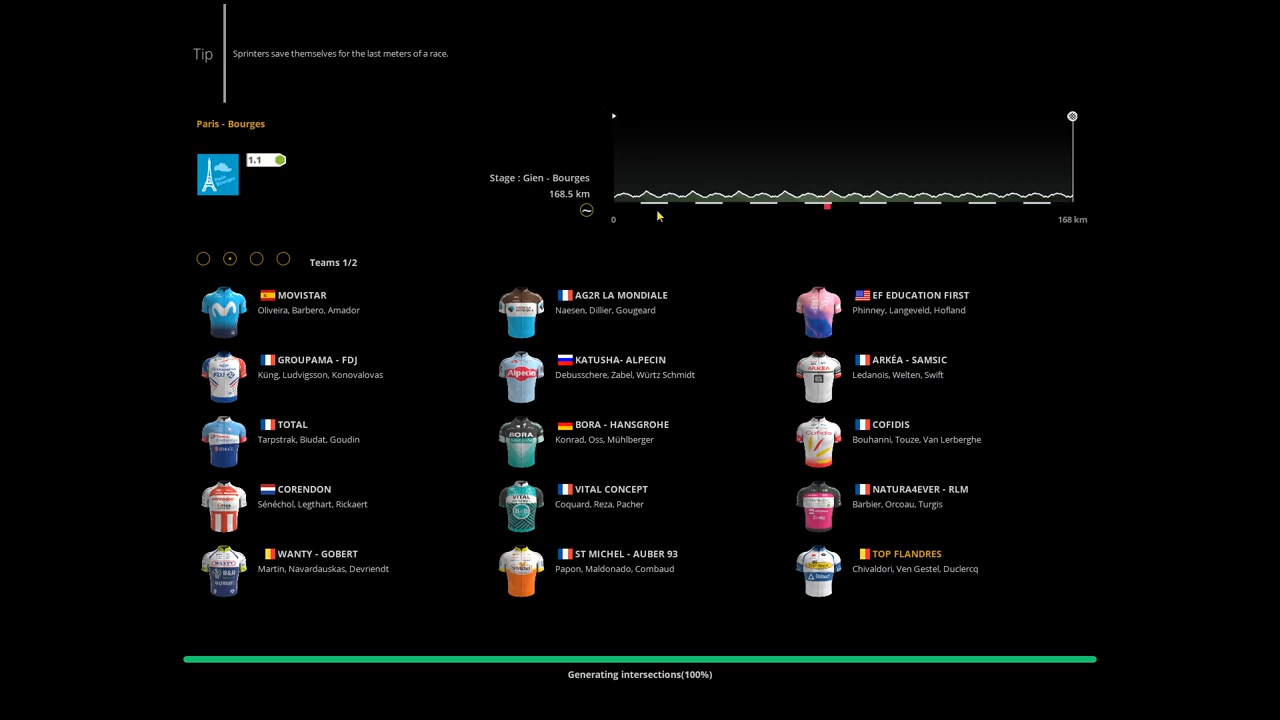 Tip
Sprinters save themselves for the last meters of a race.
Paris - Bourges
1.1
Stage : Gien - Bourges
168.5 km
0
168 km
Teams 1/2
MOVISTAR
Oliveira, Barbero, Amador
AG2R LA MONDIALE
Naesen, Dillier, Gougeard
EF EDUCATION FIRST
Phinney, Langeveld, Hofland
GROUPAMA - FDJ
Küng, Ludvigsson, Konovalovas
KATUSHA- ALPECIN
Debusschere, Zabel, Würtz Schmidt
ARKÉA - SAMSIC
Ledanois, Welten, Swift
TOTAL
Tarpstrak, Biudat, Goudin
BORA - HANSGROHE
Konrad, Oss, Mühlberger
COFIDIS
Bouhanni, Touze, Van Lerberghe
CORENDON
Sénéchol, Legthart, Rickaert
VITAL CONCEPT
Coquard, Reza, Pacher
NATURA4EVER - RLM
Barbier, Orcoau, Turgis
WANTY - GOBERT
Martin, Navardauskas, Devriendt
ST MICHEL - AUBER 93
Papon, Maldonado, Combaud
TOP FLANDRES
Chivaldori, Ven Gestel, Duclercq
Generating intersections(100%)